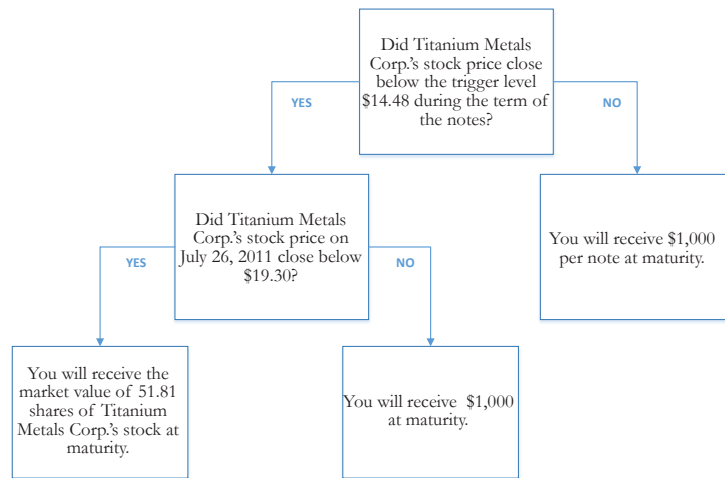 Did Titanium Metals
Corp.'s stock price close
below the trigger level
$14.48 during the term of
the notes?
YES
NO
Did Titanium Metals
Corp.'s stock price on
July 26, 2011 close below
$19.30?
You will receive $1,000
per note at maturity.
YES
NO
You will receive the
market value of 51.81
shares of Titanium
Metals Corp.'s stock at
maturity.
You will receive $1,000
at maturity.